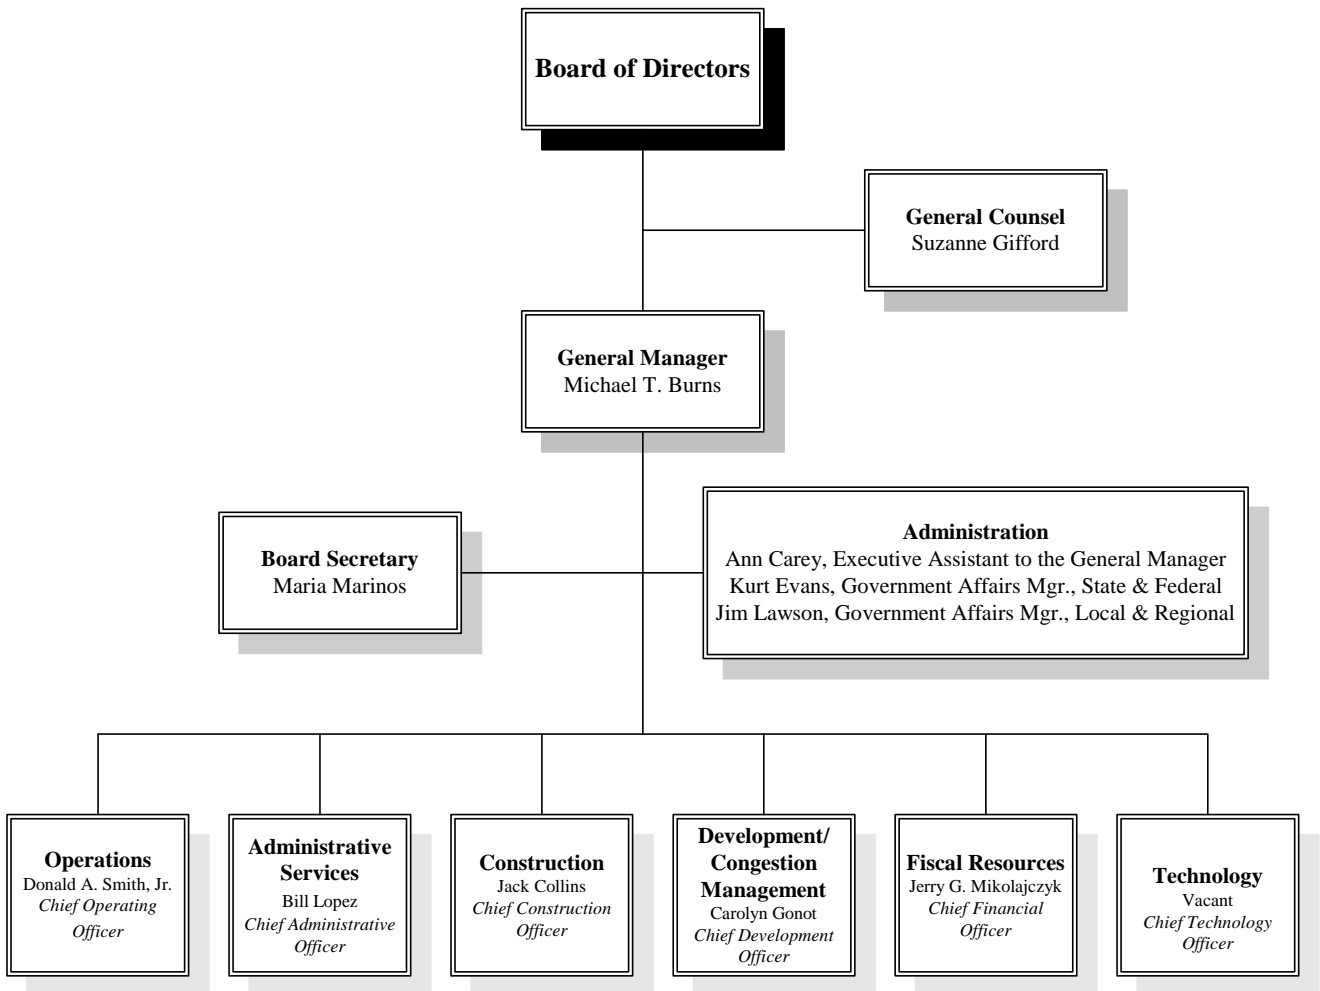 Board of Directors
General Counsel
Suzanne Gifford
General Manager
Michael T. Burns
Board Secretary
Maria Marinos
Administration
Ann Carey, Executive Assistant to the General Manager
Kurt Evans, Government Affairs Mgr., State & Federal
Jim Lawson, Government Affairs Mgr., Local & Regional
Operations
Donald A. Smith, Jr.
Chief Operating
Officer
Administrative
Services
Bill Lopez
Chief Administrative
Officer
Construction
Jack Collins
Chief Construction
Officer
Development/
Congestion
Management
Carolyn Gonot
Chief Development
Officer
Fiscal Resources
Jerry G. Mikolajczyk
Chief Financial
Officer
Technology
Vacant
Chief Technology
Officer